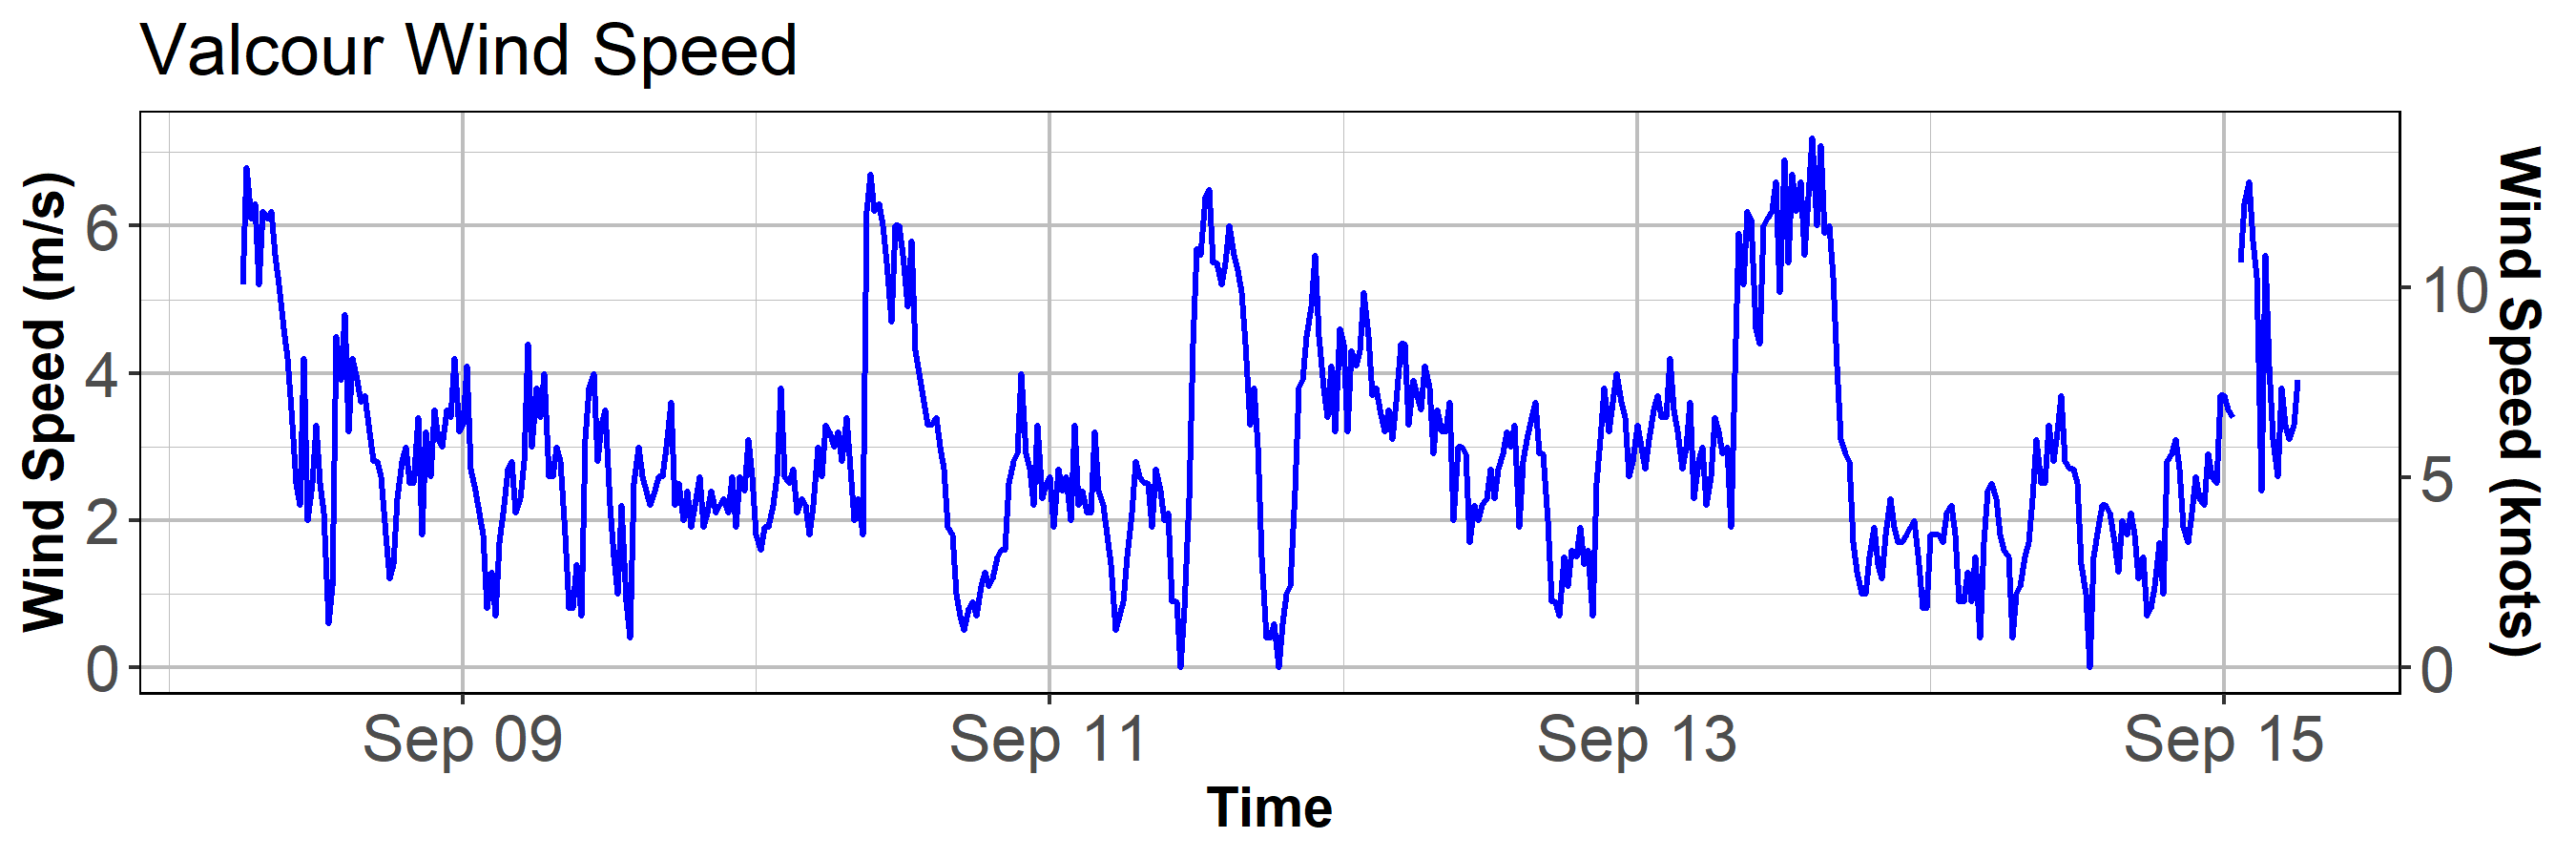 Valcour Wind Speed
Wind Speed (m/s)
6
4
2
0
10
5
0
Wind Speed (knots)
Sep 09 Sep 11 Sep 13 Sep 15
Time